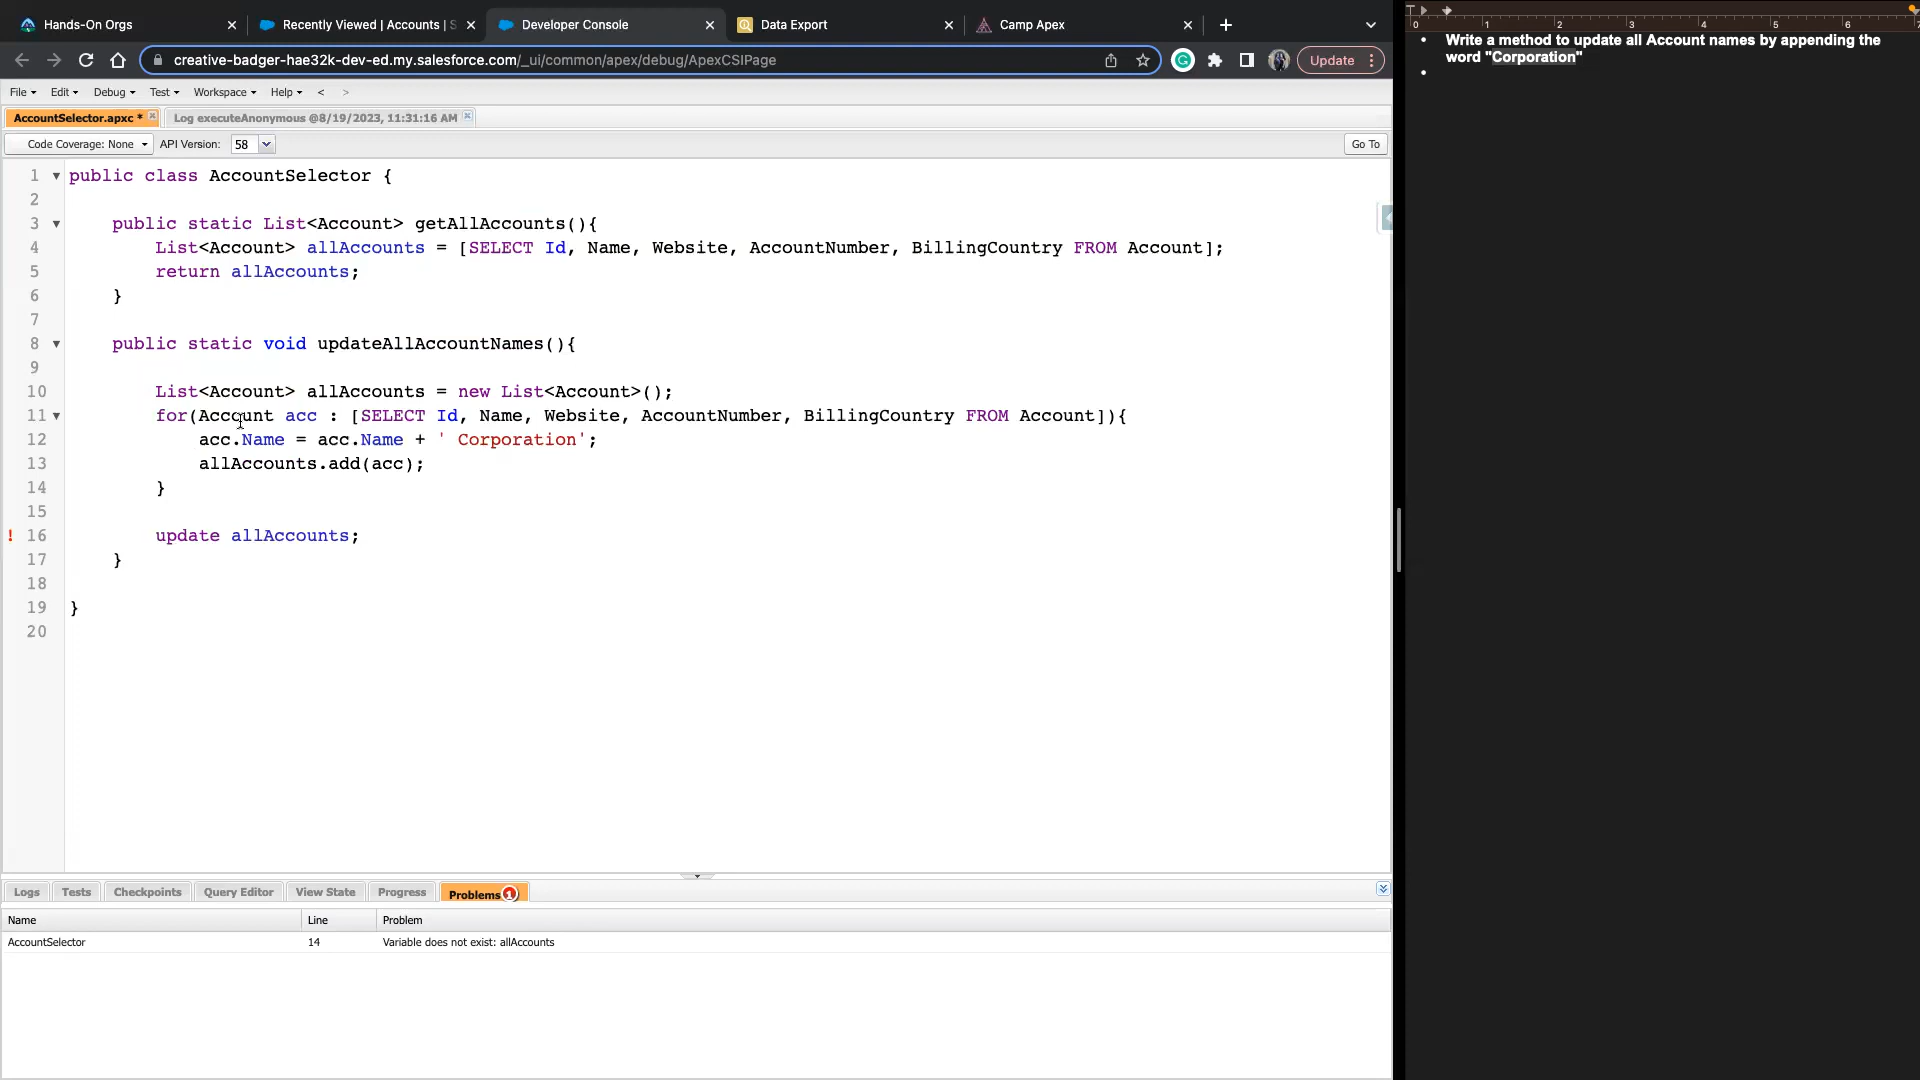 Hands-On Orgs
Recently Viewed | Accounts | S
Developer Console
Data Export
Camp Apex
creative-badger-hae32k-dev-ed.my.salesforce.com/_ui/common/apex/debug/ApexCSIPage
Update
File Edit Debug Test Workspace Help < >
AccountSelector.apxc * Log executeAnonymous @8/19/2023, 11:31:16 AM
Code Coverage: None API Version: 58 Go To
1 public class AccountSelector {
2
3 public static List<Account> getAllAccounts(){
4 List<Account> allAccounts = [SELECT Id, Name, Website, AccountNumber, BillingCountry FROM Account];
5 return allAccounts;
6 }
7
8 public static void updateAllAccountNames(){
9
10 List<Account> allAccounts = new List<Account>();
11 for(Account acc : [SELECT Id, Name, Website, AccountNumber, BillingCountry FROM Account]){
12 acc.Name = acc.Name + ' Corporation';
13 allAccounts.add(acc);
14 }
15
! 16 update allAccounts;
17 }
18
19 }
20
Logs Tests Checkpoints Query Editor View State Progress Problems 1
Name Line Problem
AccountSelector 14 Variable does not exist: allAccounts
0 1 2 3 4 5 6 7
• Write a method to update all Account names by appending the
word "Corporation"
•